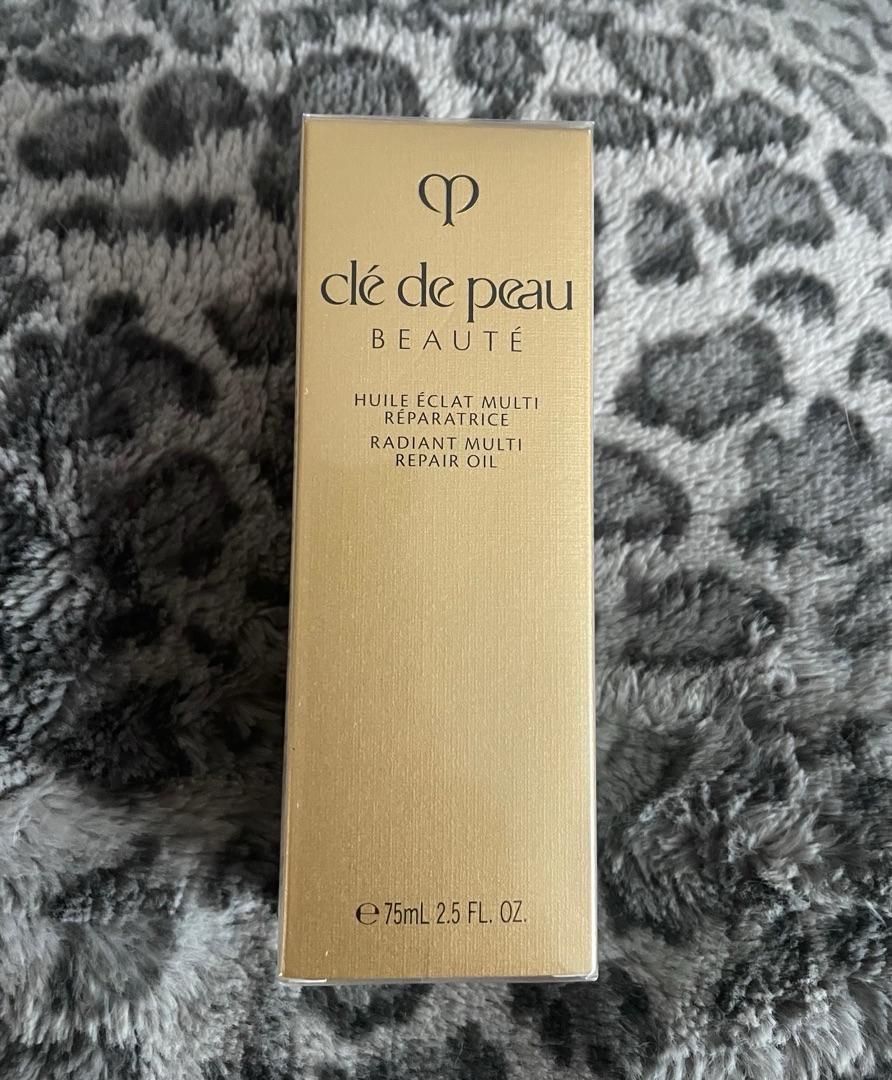 clé de peau
BEAUTÉ
HUILE ÉCLAT MULTI
RÉPARATRICE
RADIANT MULTI
REPAIR OIL
℮ 75mL 2.5 FL. OZ.